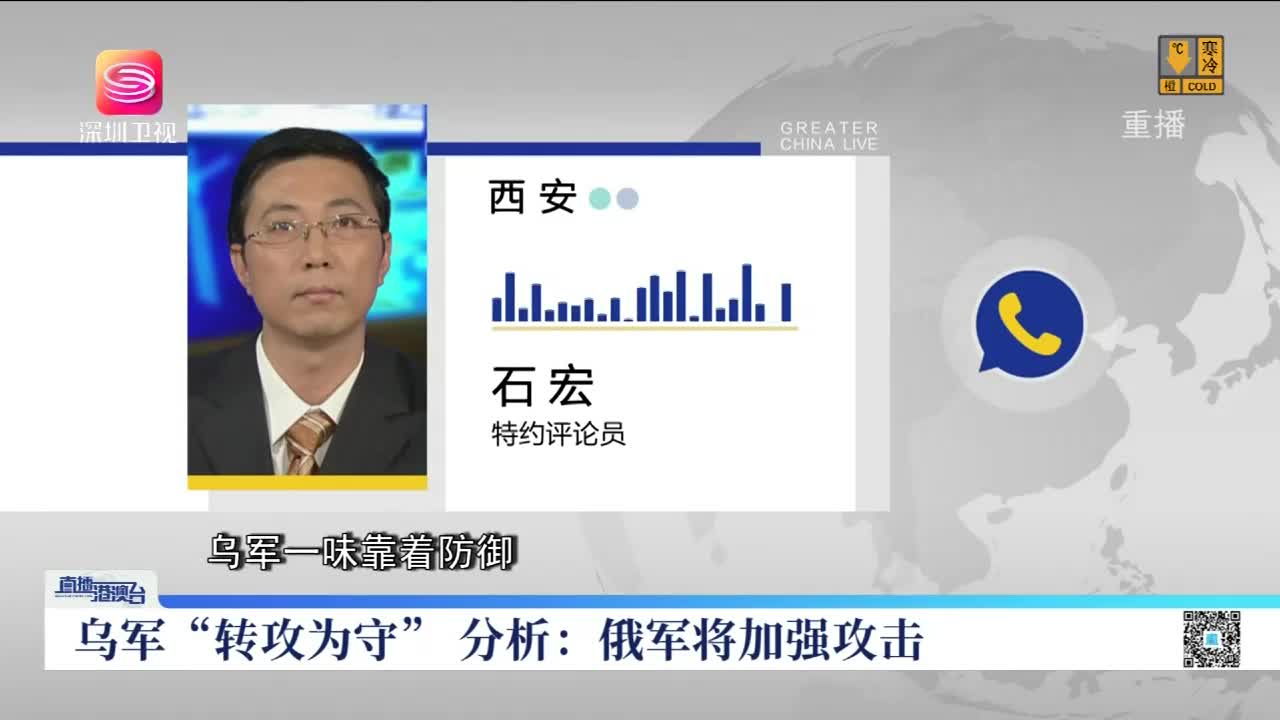 深圳卫视
℃
寒冷
橙
COLD
重播
GREATER
CHINA LIVE
西安
石宏
特约评论员
乌军一味靠着防御
直播港澳台
乌军“转攻为守” 分析：俄军将加强攻击